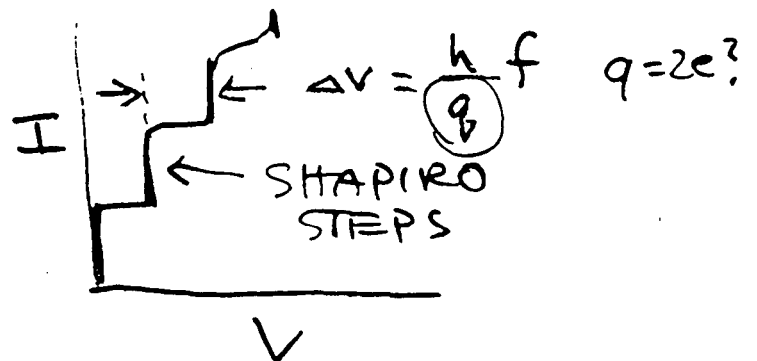 ΔV = h/q f q=2e?
I
SHAPIRO
STEPS
V